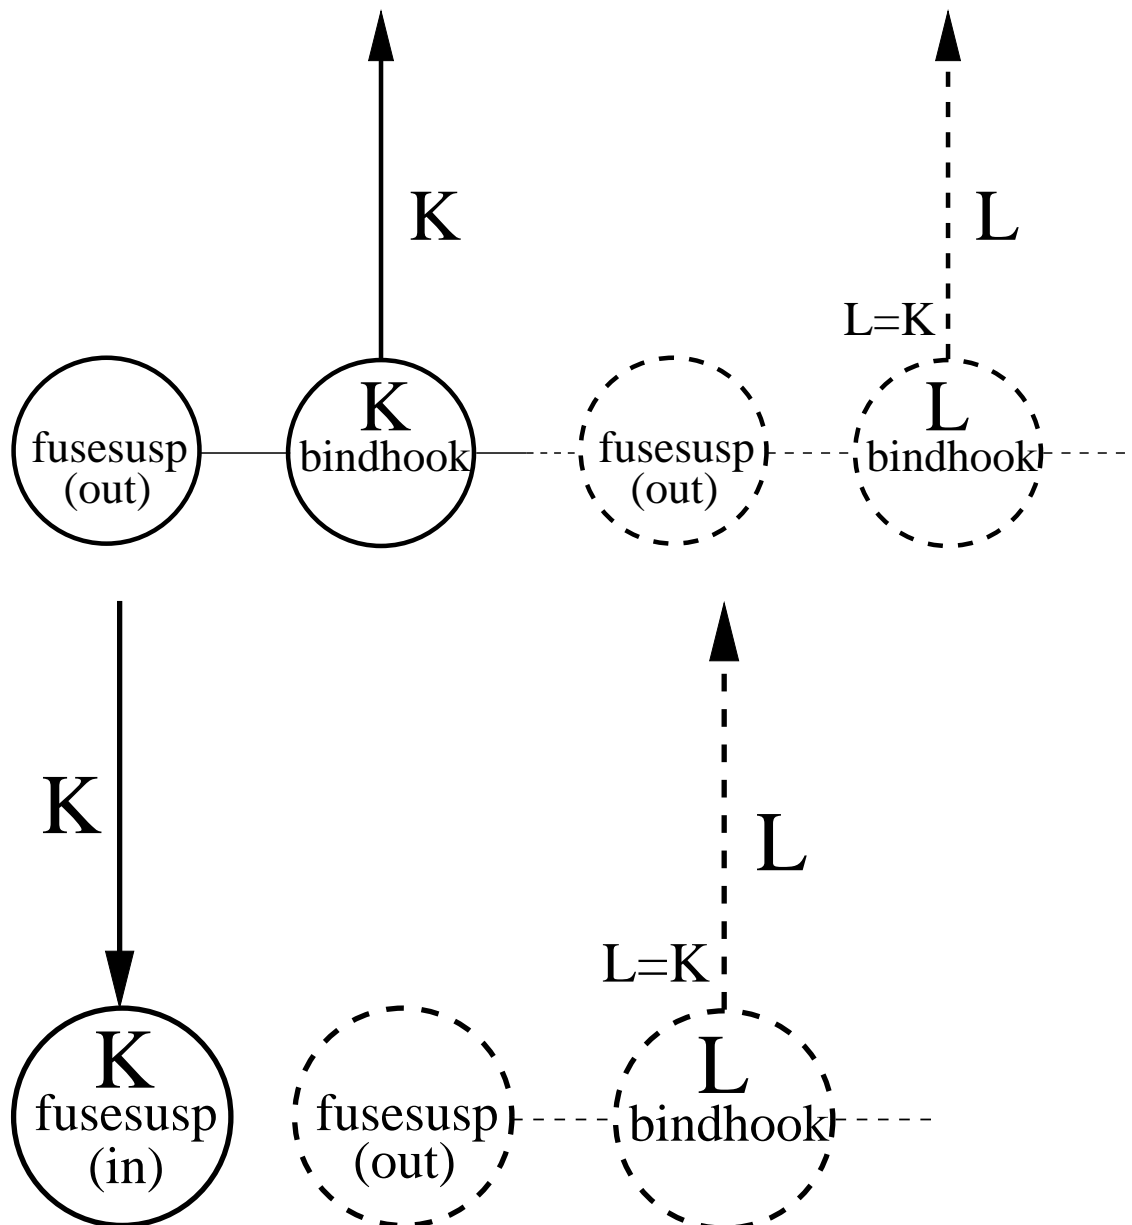 K
L
L=K
fusesusp
(out)
K
bindhook
fusesusp
(out)
L
bindhook
K
L
L=K
K
fusesusp
(in)
fusesusp
(out)
L
bindhook